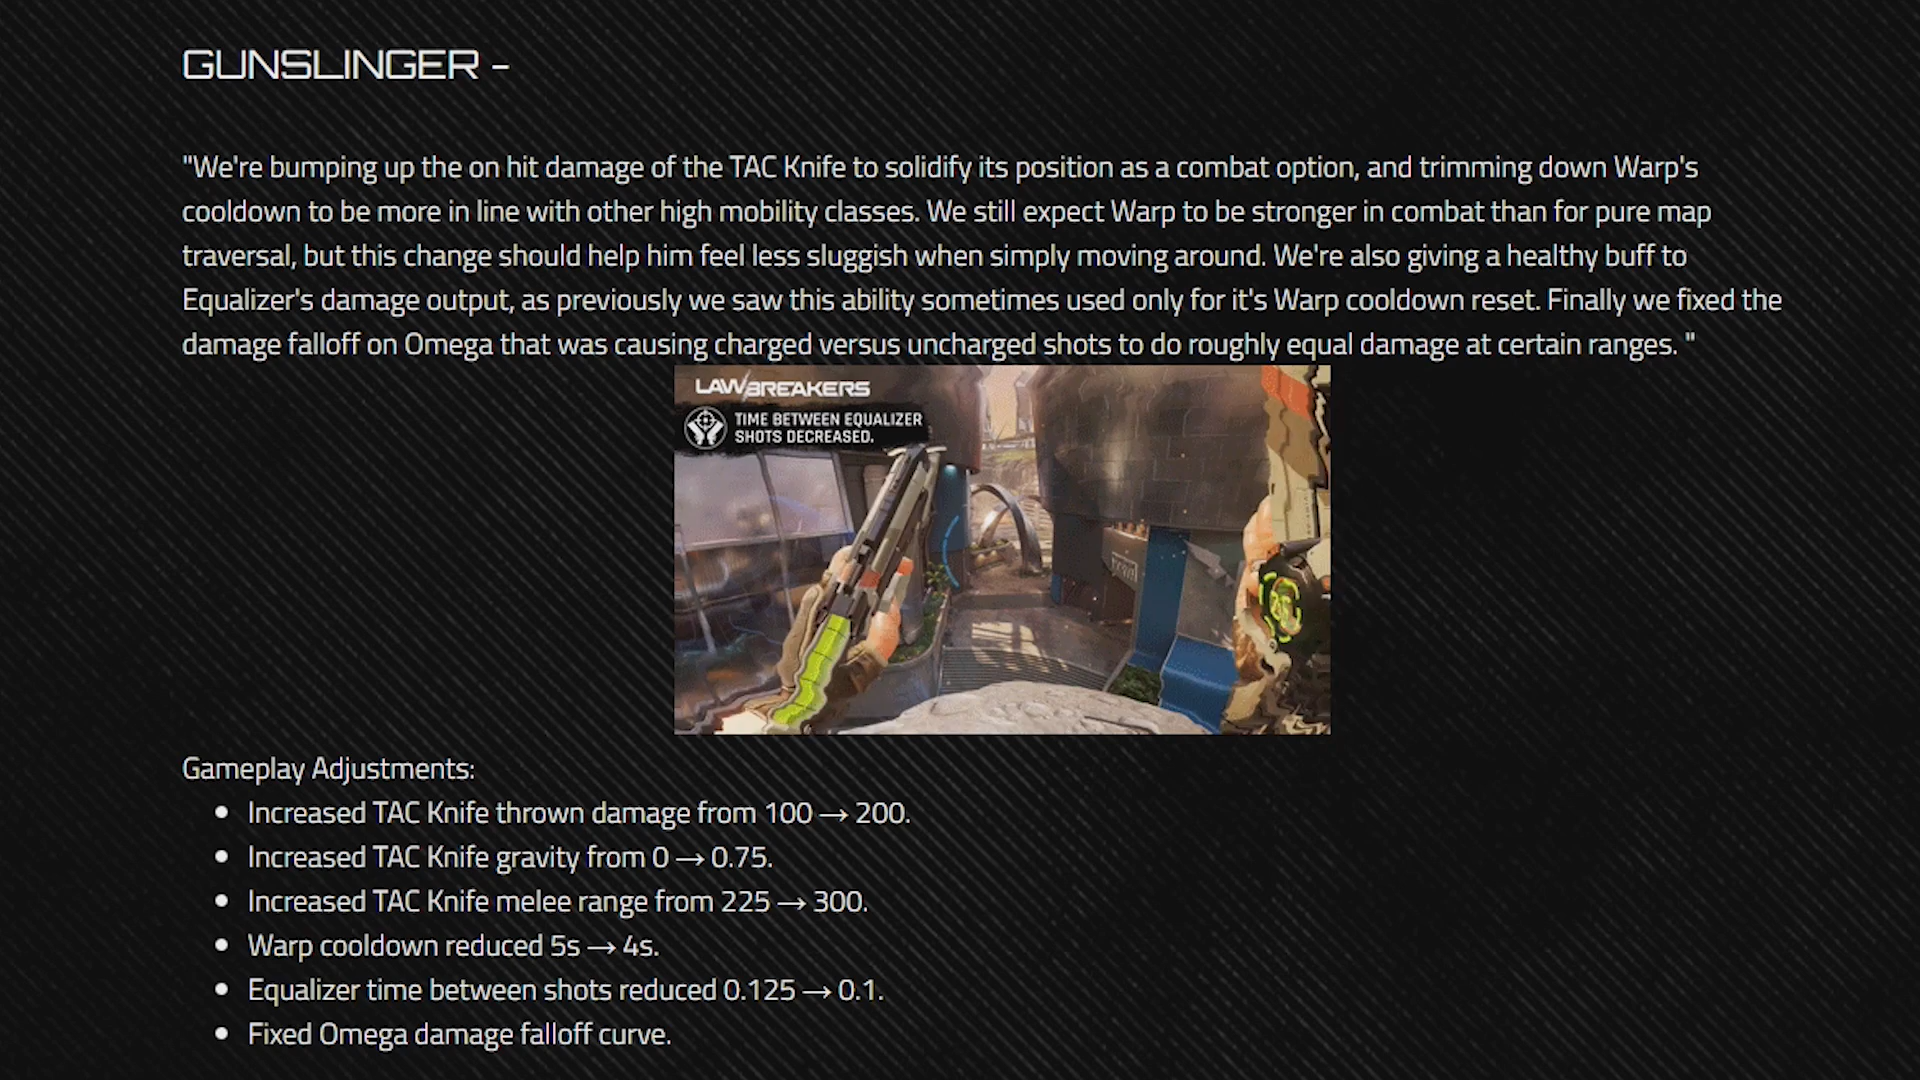 GUNSLINGER -
"We're bumping up the on hit damage of the TAC Knife to solidify its position as a combat option, and trimming down Warp's
cooldown to be more in line with other high mobility classes. We still expect Warp to be stronger in combat than for pure map
traversal, but this change should help him feel less sluggish when simply moving around. We're also giving a healthy buff to
Equalizer's damage output, as previously we saw this ability sometimes used only for it's Warp cooldown reset. Finally we fixed the
damage falloff on Omega that was causing charged versus uncharged shots to do roughly equal damage at certain ranges. "
LAWBREAKERS
TIME BETWEEN EQUALIZER
SHOTS DECREASED.
Gameplay Adjustments:
• Increased TAC Knife thrown damage from 100 → 200.
• Increased TAC Knife gravity from 0 → 0.75.
• Increased TAC Knife melee range from 225 → 300.
• Warp cooldown reduced 5s → 4s.
• Equalizer time between shots reduced 0.125 → 0.1.
• Fixed Omega damage falloff curve.